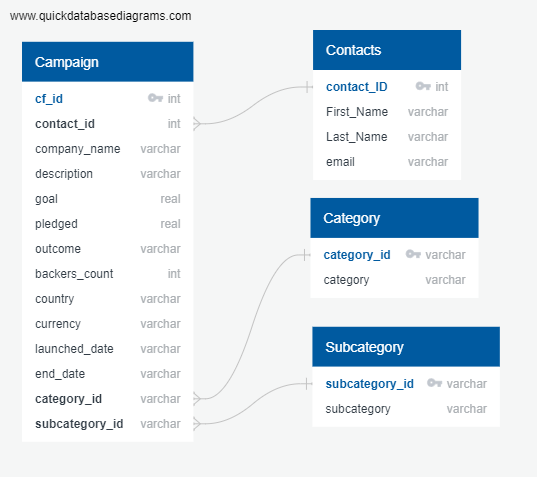 www.quickdatabasediagrams.com
Campaign
cf_id int
contact_id int
company_name varchar
description varchar
goal real
pledged real
outcome varchar
backers_count int
country varchar
currency varchar
launched_date varchar
end_date varchar
category_id varchar
subcategory_id varchar
Contacts
contact_ID int
First_Name varchar
Last_Name varchar
email varchar
Category
category_id varchar
category varchar
Subcategory
subcategory_id varchar
subcategory varchar